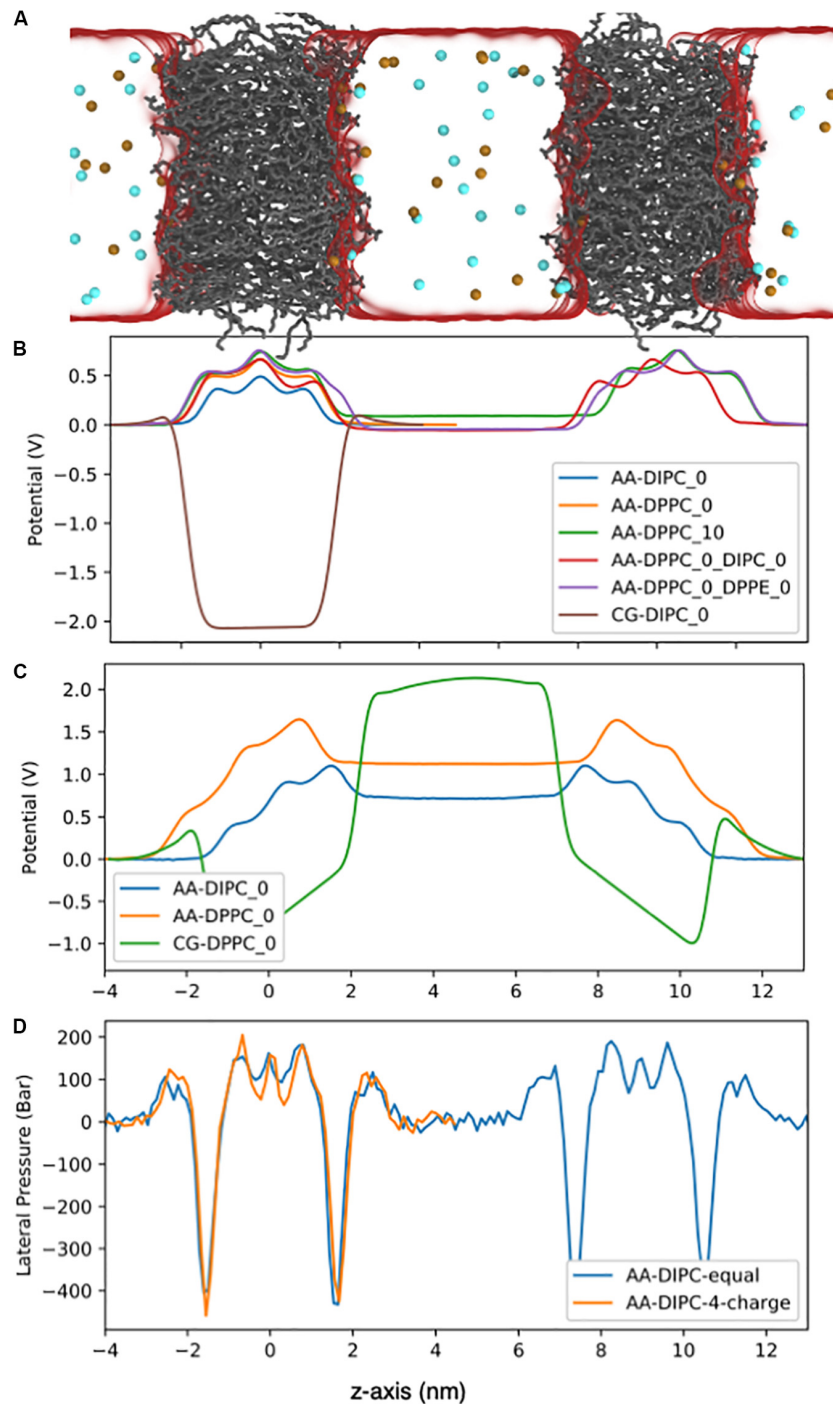 A
B
0.5
0.0
−0.5
−1.0
−1.5
−2.0
Potential (V)
AA-DIPC_0
AA-DPPC_0
AA-DPPC_10
AA-DPPC_0_DIPC_0
AA-DPPC_0_DPPE_0
CG-DIPC_0
C
2.0
1.5
1.0
0.5
0.0
−0.5
−1.0
Potential (V)
AA-DIPC_0
AA-DPPC_0
CG-DPPC_0
−4 −2 0 2 4 6 8 10 12
D
200
100
0
−100
−200
−300
−400
Lateral Pressure (Bar)
AA-DIPC-equal
AA-DIPC-4-charge
−4 −2 0 2 4 6 8 10 12
z-axis (nm)